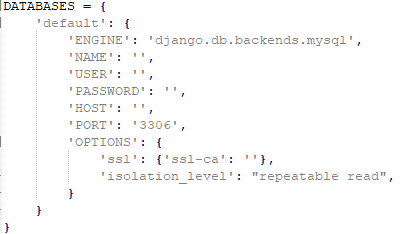 DATABASES = {
    'default': {
        'ENGINE': 'django.db.backends.mysql',
        'NAME': '',
        'USER': '',
        'PASSWORD': '',
        'HOST': '',
        'PORT': '3306',
        'OPTIONS': {
            'ssl': {'ssl-ca': ''},
            'isolation_level': "repeatable read",
        }
    }
}